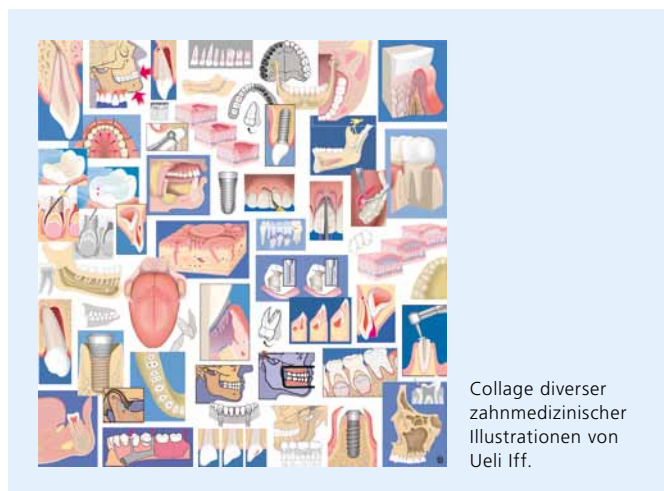 Collage diverser
zahnmedizinischer
Illustrationen von
Ueli Iff.